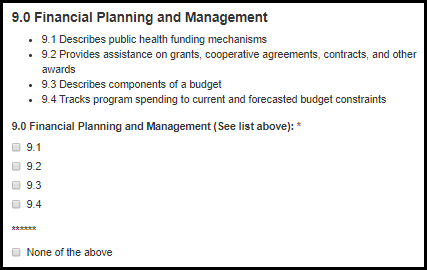 9.0 Financial Planning and Management
• 9.1 Describes public health funding mechanisms
• 9.2 Provides assistance on grants, cooperative agreements, contracts, and other
awards
• 9.3 Describes components of a budget
• 9.4 Tracks program spending to current and forecasted budget constraints
9.0 Financial Planning and Management (See list above): *
9.1
9.2
9.3
9.4
******
None of the above